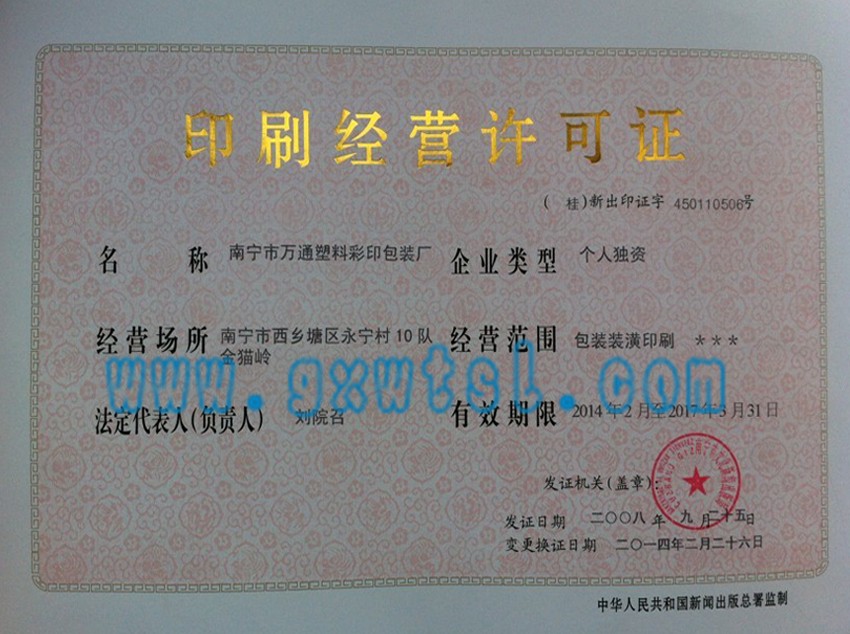 印刷经营许可证
(桂)新出印证字 450110506号
名称 南宁市万通塑料彩印包装厂 企业类型 个人独资
经营场所 南宁市西乡塘区永宁村10队金猫岭 经营范围 包装装潢印刷 ***
www.gxwtsl.com
法定代表人(负责人) 刘院召 有效期限 2014年2月至2017年3月31日
发证机关(盖章):
发证日期 二〇〇八年九月二十五日
变更换证日期 二〇一四年二月二十六日
中华人民共和国新闻出版总署监制